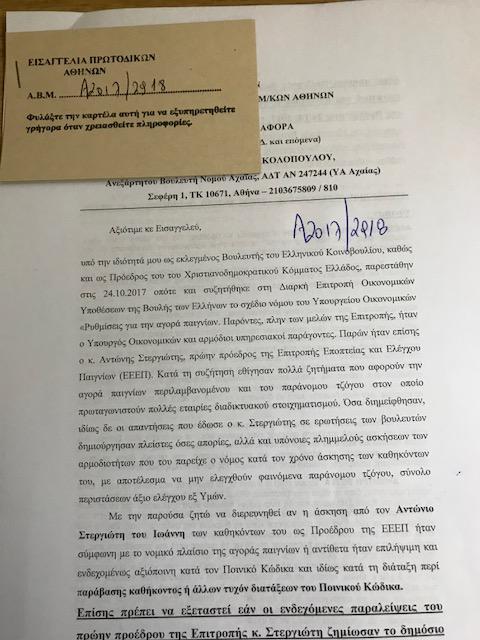 ΕΙΣΑΓΓΕΛΙΑ ΠΡΩΤΟΔΙΚΩΝ
ΑΘΗΝΩΝ
Α.Β.Μ. Α2017/2918
Φυλάξτε την καρτέλα αυτή για να εξυπηρετηθείτε
γρήγορα όταν χρειασθείτε πληροφορίες.
Ν
Μ/ΚΩΝ ΑΘΗΝΩΝ
ΑΦΟΡΑ
Δ. και επόμενα)
ΚΟΛΟΠΟΥΛΟΥ,
Ανεξάρτητου Βουλευτή Νομού Αχαΐας, ΑΔΤ ΑΝ 247244 (ΥΑ Αχαΐας)
Σεφέρη 1, ΤΚ 10671, Αθήνα – 2103675809 / 810
Αξιότιμε κε Εισαγγελεύ,
Α2017/2918
υπό την ιδιότητά μου ως εκλεγμένος Βουλευτής του Ελληνικού Κοινοβουλίου, καθώς
και ως Πρόεδρος του του Χριστιανοδημοκρατικού Κόμματος Ελλάδος, παρεστάθην
στις 24.10.2017 οπότε και συζητήθηκε στη Διαρκή Επιτροπή Οικονομικών
Υποθέσεων της Βουλής των Ελλήνων το σχέδιο νόμου του Υπουργείου Οικονομικών
«Ρυθμίσεις για την αγορά παιγνίων. Παρόντες, πλην των μελών της Επιτροπής, ήταν
ο Υπουργός Οικονομικών και αρμόδιοι υπηρεσιακοί παράγοντες. Παρών ήταν επίσης
ο κ. Αντώνης Στεργιώτης, πρώην πρόεδρος της Επιτροπής Εποπτείας και Ελέγχου
Παιγνίων (ΕΕΕΠ). Κατά τη συζήτηση εθίγησαν πολλά ζητήματα που αφορούν την
αγορά παιγνίων περιλαμβανομένου και του παράνομου τζόγου στον οποίο
πρωταγωνιστούν πολλές εταιρίες διαδικτυακού στοιχηματισμού. Όσα διημείφθησαν,
ιδίως δε οι απαντήσεις που έδωσε ο κ. Στεργιώτης σε ερωτήσεις των βουλευτών
δημιούργησαν πλείστες όσες απορίες, αλλά και υπόνοιες πλημμελούς ασκήσεων των
αρμοδιοτήτων που του παρείχε ο νόμος κατά τον χρόνο άσκησης των καθηκόντων
του, με αποτέλεσμα να μην ελεγχθούν φαινόμενα παράνομου τζόγου, σύνολο
περιστάσεων άξιο ελέγχου εξ Υμών.
Με την παρούσα ζητώ να διερευνηθεί αν η άσκηση από τον Αντώνιο
Στεργιώτη του Ιωάννη των καθηκόντων του ως Προέδρου της ΕΕΕΠ ήταν
σύμφωνη με το νομικό πλαίσιο της αγοράς παιγνίων ή αντίθετα ήταν επιλήψιμη και
ενδεχομένως αξιόποινη κατά τον Ποινικό Κώδικα και ιδίως κατά τη διάταξη περί
παράβασης καθήκοντος ή άλλων τυχόν διατάξεων του Ποινικού Κώδικα.
Επίσης πρέπει να εξεταστεί εάν οι ενδεχόμενες παραλείψεις του
πρώην προέδρου της Επιτροπής κ. Στεργιώτη ζημίωσαν το δημόσιο